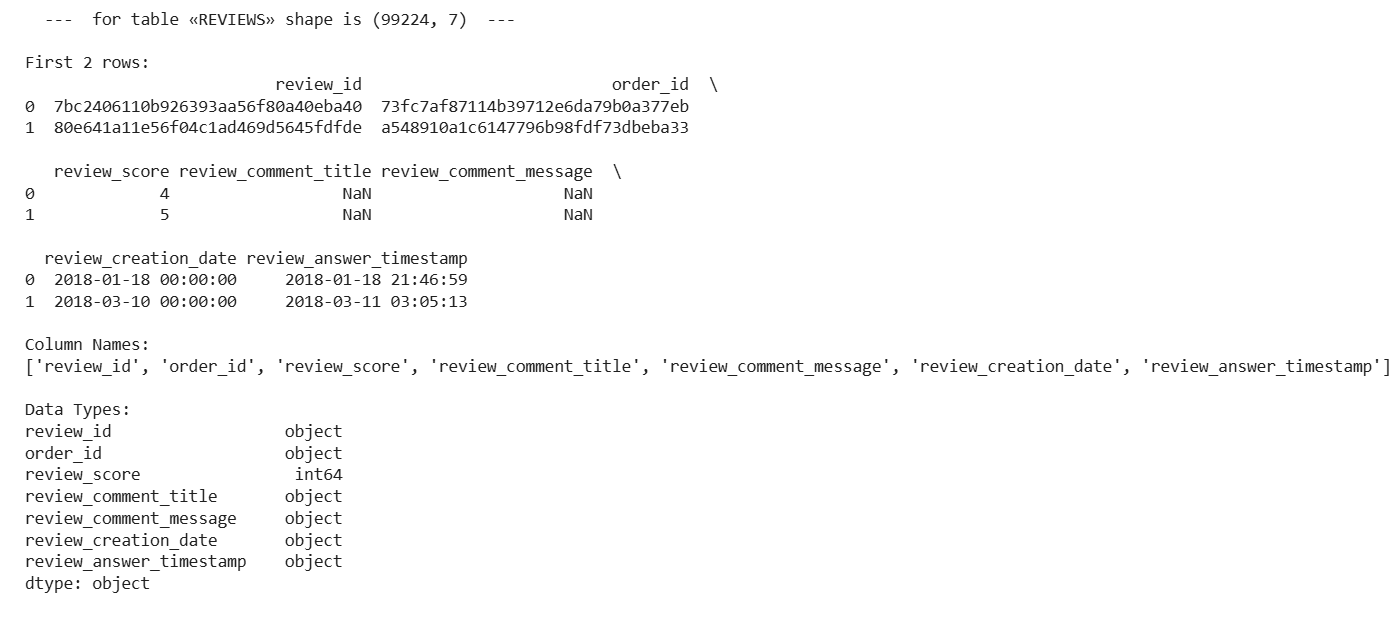 --- for table «REVIEWS» shape is (99224, 7) ---
First 2 rows:
review_id order_id \
0 7bc2406110b926393aa56f80a40eba40 73fc7af87114b39712e6da79b0a377eb
1 80e641a11e56f04c1ad469d5645fdfde a548910a1c6147796b98fdf73dbeba33
review_score review_comment_title review_comment_message \
0 4 NaN NaN
1 5 NaN NaN
review_creation_date review_answer_timestamp
0 2018-01-18 00:00:00 2018-01-18 21:46:59
1 2018-03-10 00:00:00 2018-03-11 03:05:13
Column Names:
['review_id', 'order_id', 'review_score', 'review_comment_title', 'review_comment_message', 'review_creation_date', 'review_answer_timestamp']
Data Types:
review_id object
order_id object
review_score int64
review_comment_title object
review_comment_message object
review_creation_date object
review_answer_timestamp object
dtype: object